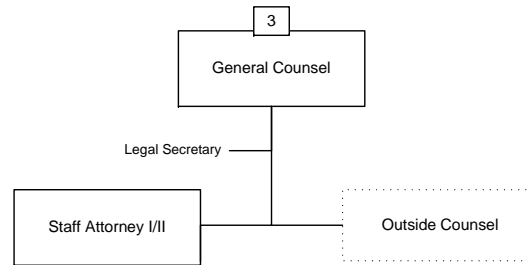 3
General Counsel
Legal Secretary
Staff Attorney I/II
Outside Counsel